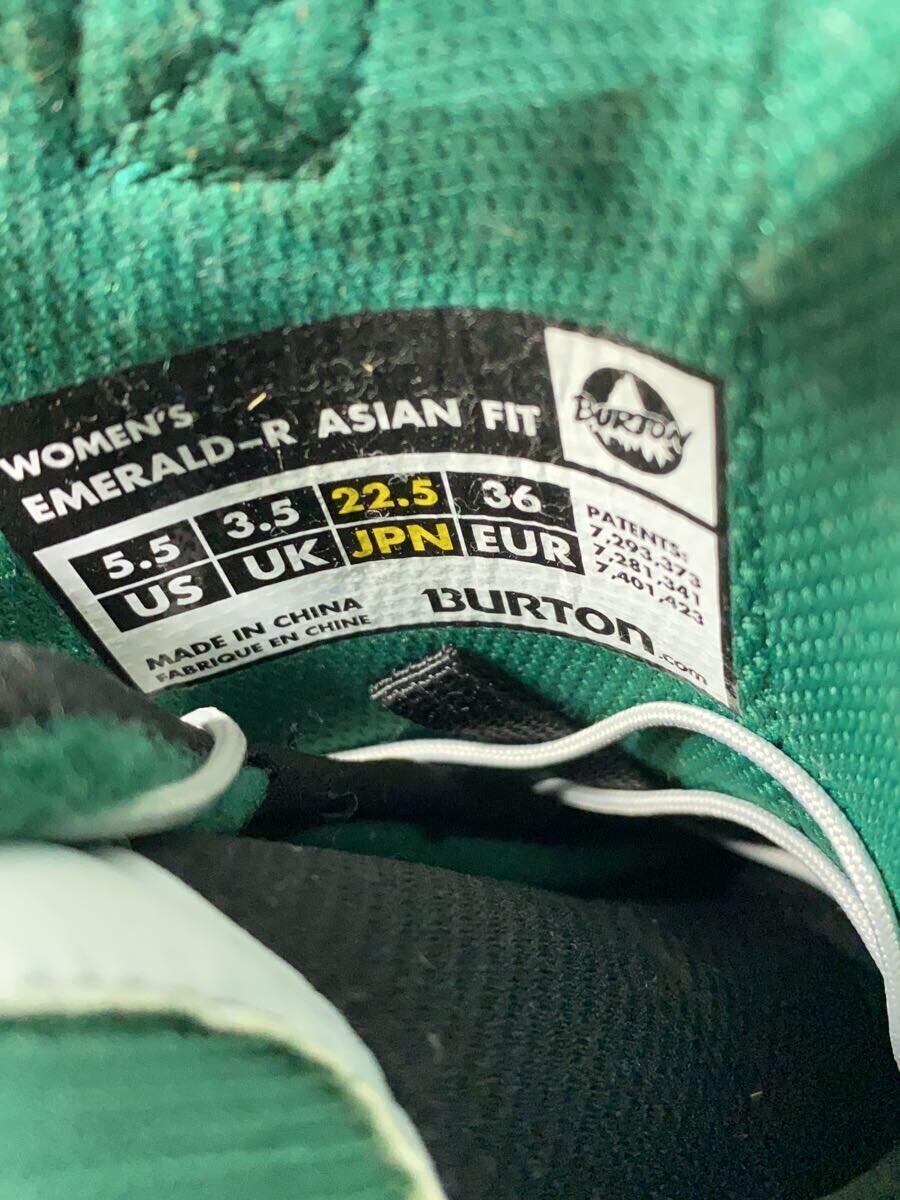 WOMEN'S
EMERALD-R ASIAN FIT
BURTON
5.5 3.5 22.5 36
US UK JPN EUR
PATENTS:
7,293,373
7,281,341
7,401,423
MADE IN CHINA
FABRIQUE EN CHINE
BURTON.com